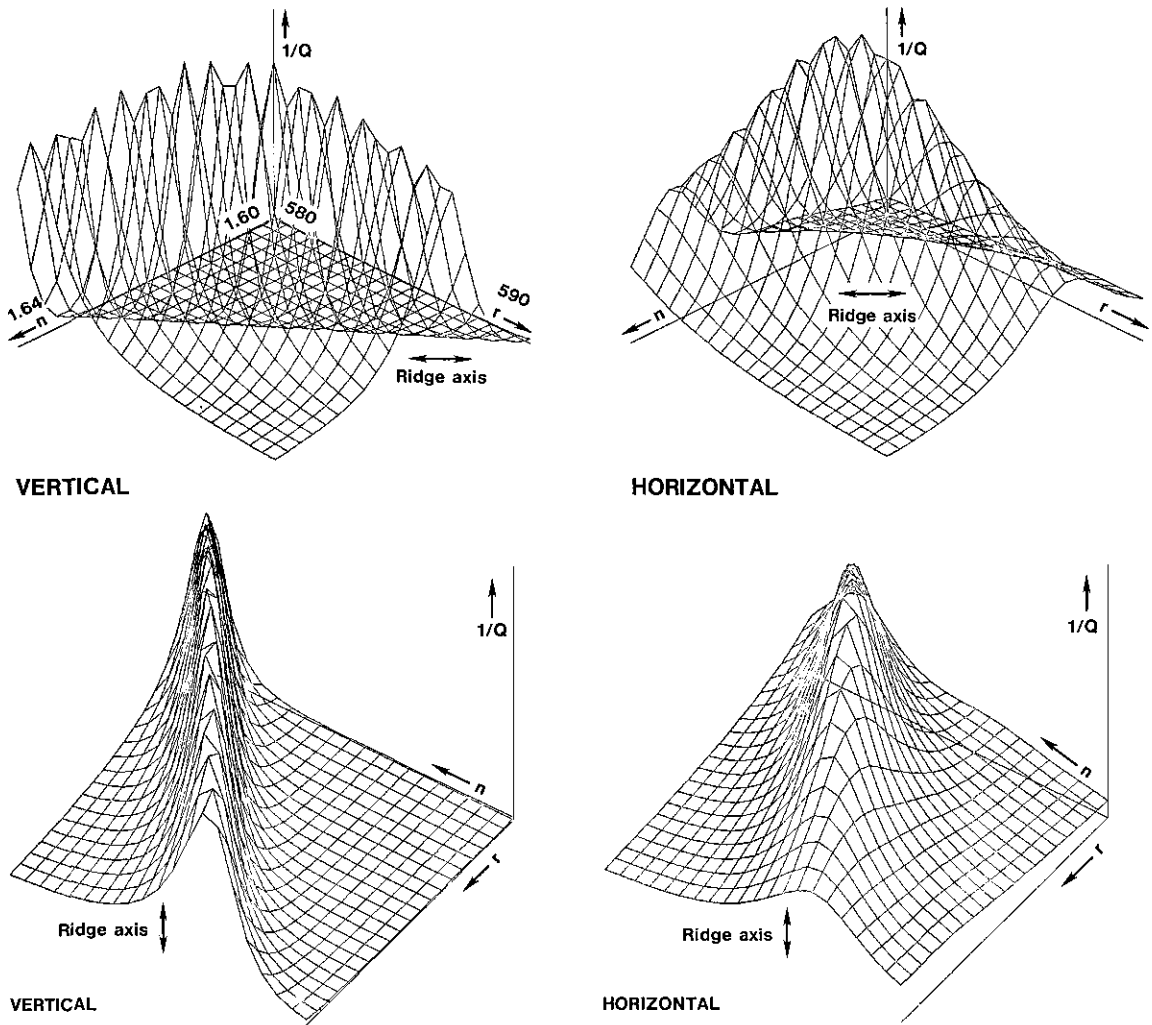 1/Q
1.60
580
1.64
n
r
590
Ridge axis
VERTICAL
1/Q
n
r
Ridge axis
HORIZONTAL
1/Q
n
r
Ridge axis
VERTICAL
1/Q
n
r
Ridge axis
HORIZONTAL